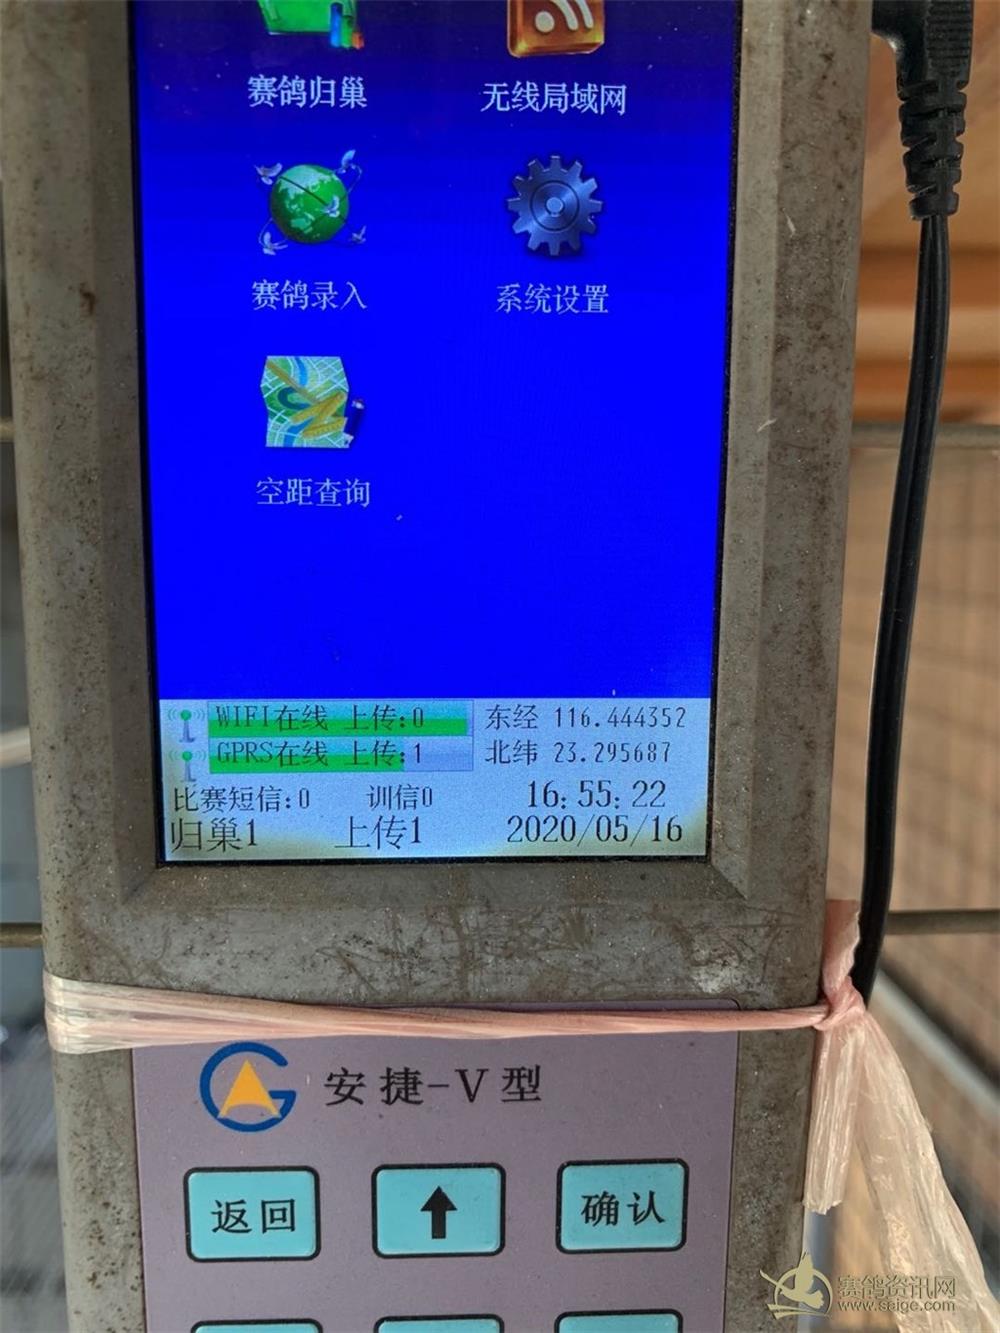 赛鸽归巢
无线局域网
赛鸽录入
系统设置
空距查询
WIFI在线 上传:0
东经 116.444352
GPRS在线 上传:1
北纬 23.295687
比赛短信:0 训信0
16:55:22
归巢1 上传1
2020/05/16
安捷-V型
返回
↑
确认
赛鸽资讯网
www.saige.com